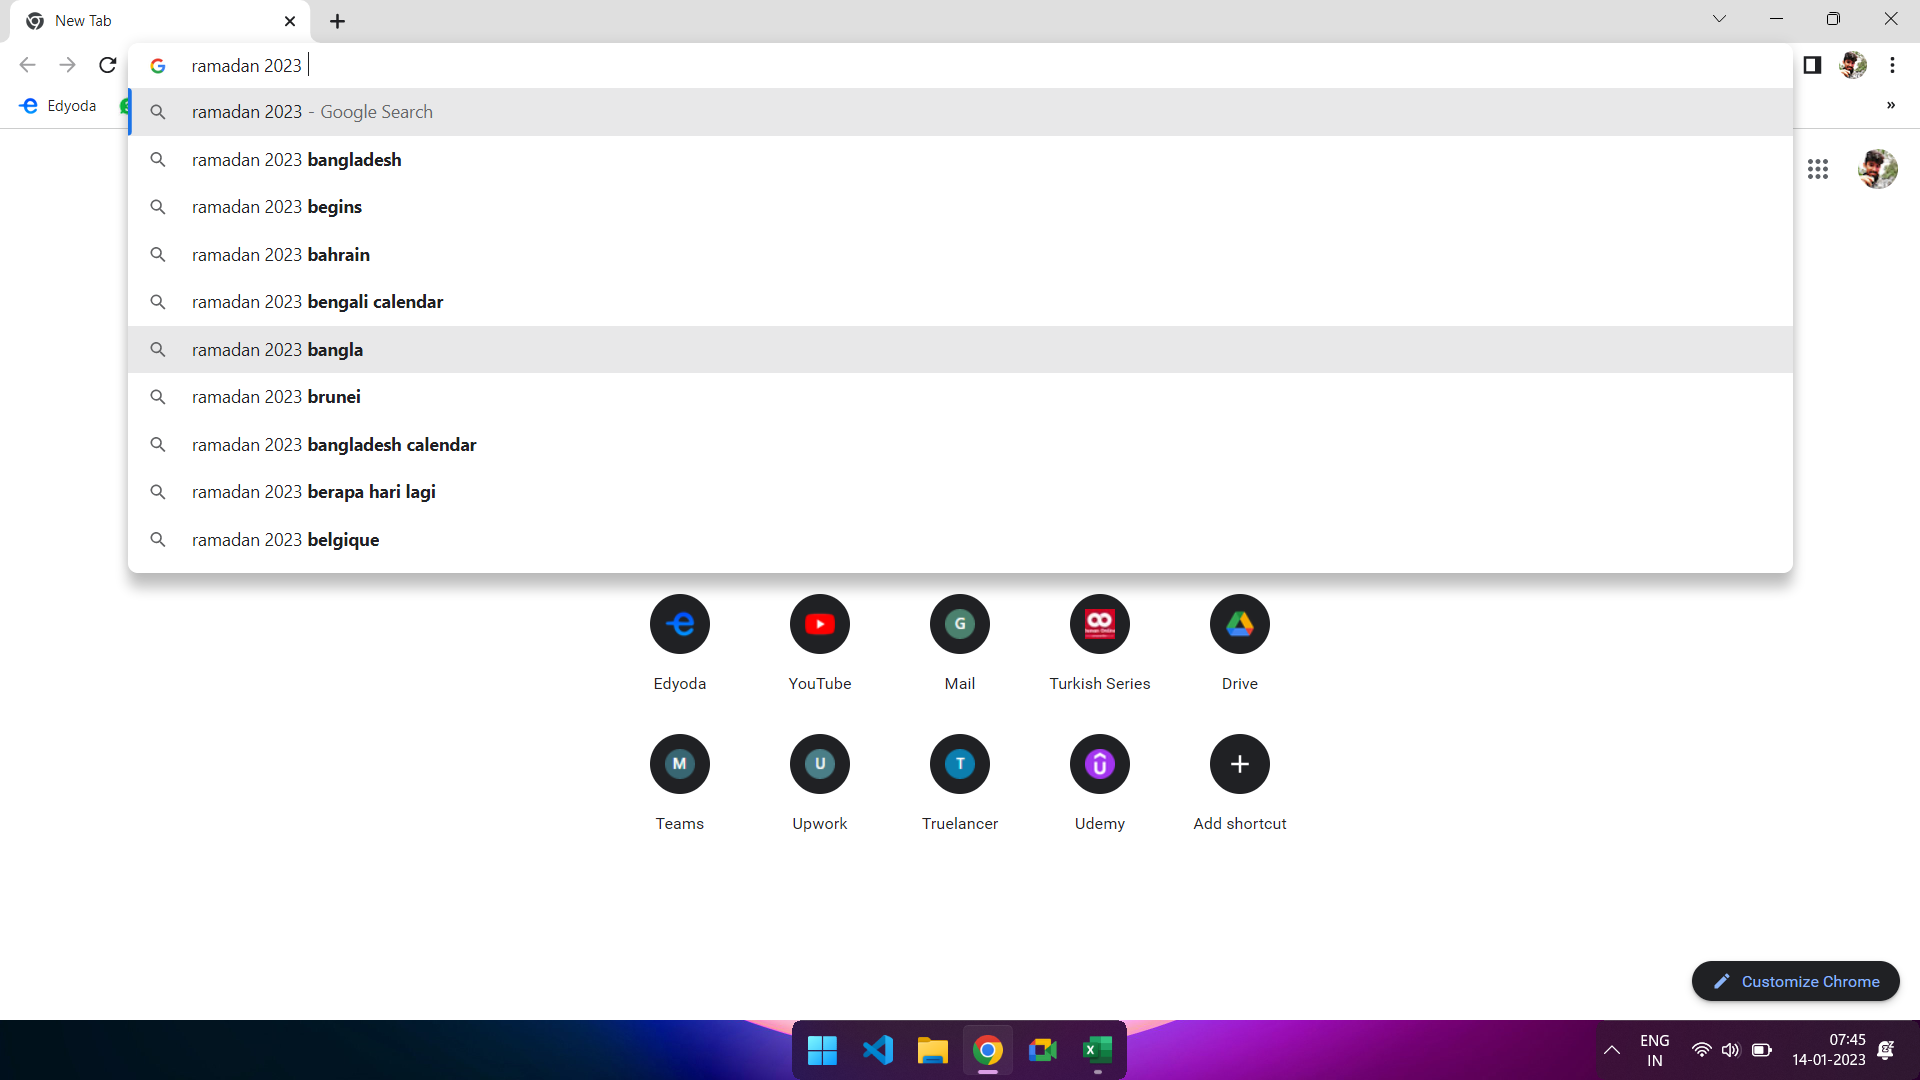 New Tab
ramadan 2023
Edyoda
ramadan 2023 - Google Search
ramadan 2023 bangladesh
ramadan 2023 begins
ramadan 2023 bahrain
ramadan 2023 bengali calendar
ramadan 2023 bangla
ramadan 2023 brunei
ramadan 2023 bangladesh calendar
ramadan 2023 berapa hari lagi
ramadan 2023 belgique
G
Edyoda YouTube Mail Turkish Series Drive
M U T
Teams Upwork Truelancer Udemy Add shortcut
Customize Chrome
ENG 07:45
IN 14-01-2023